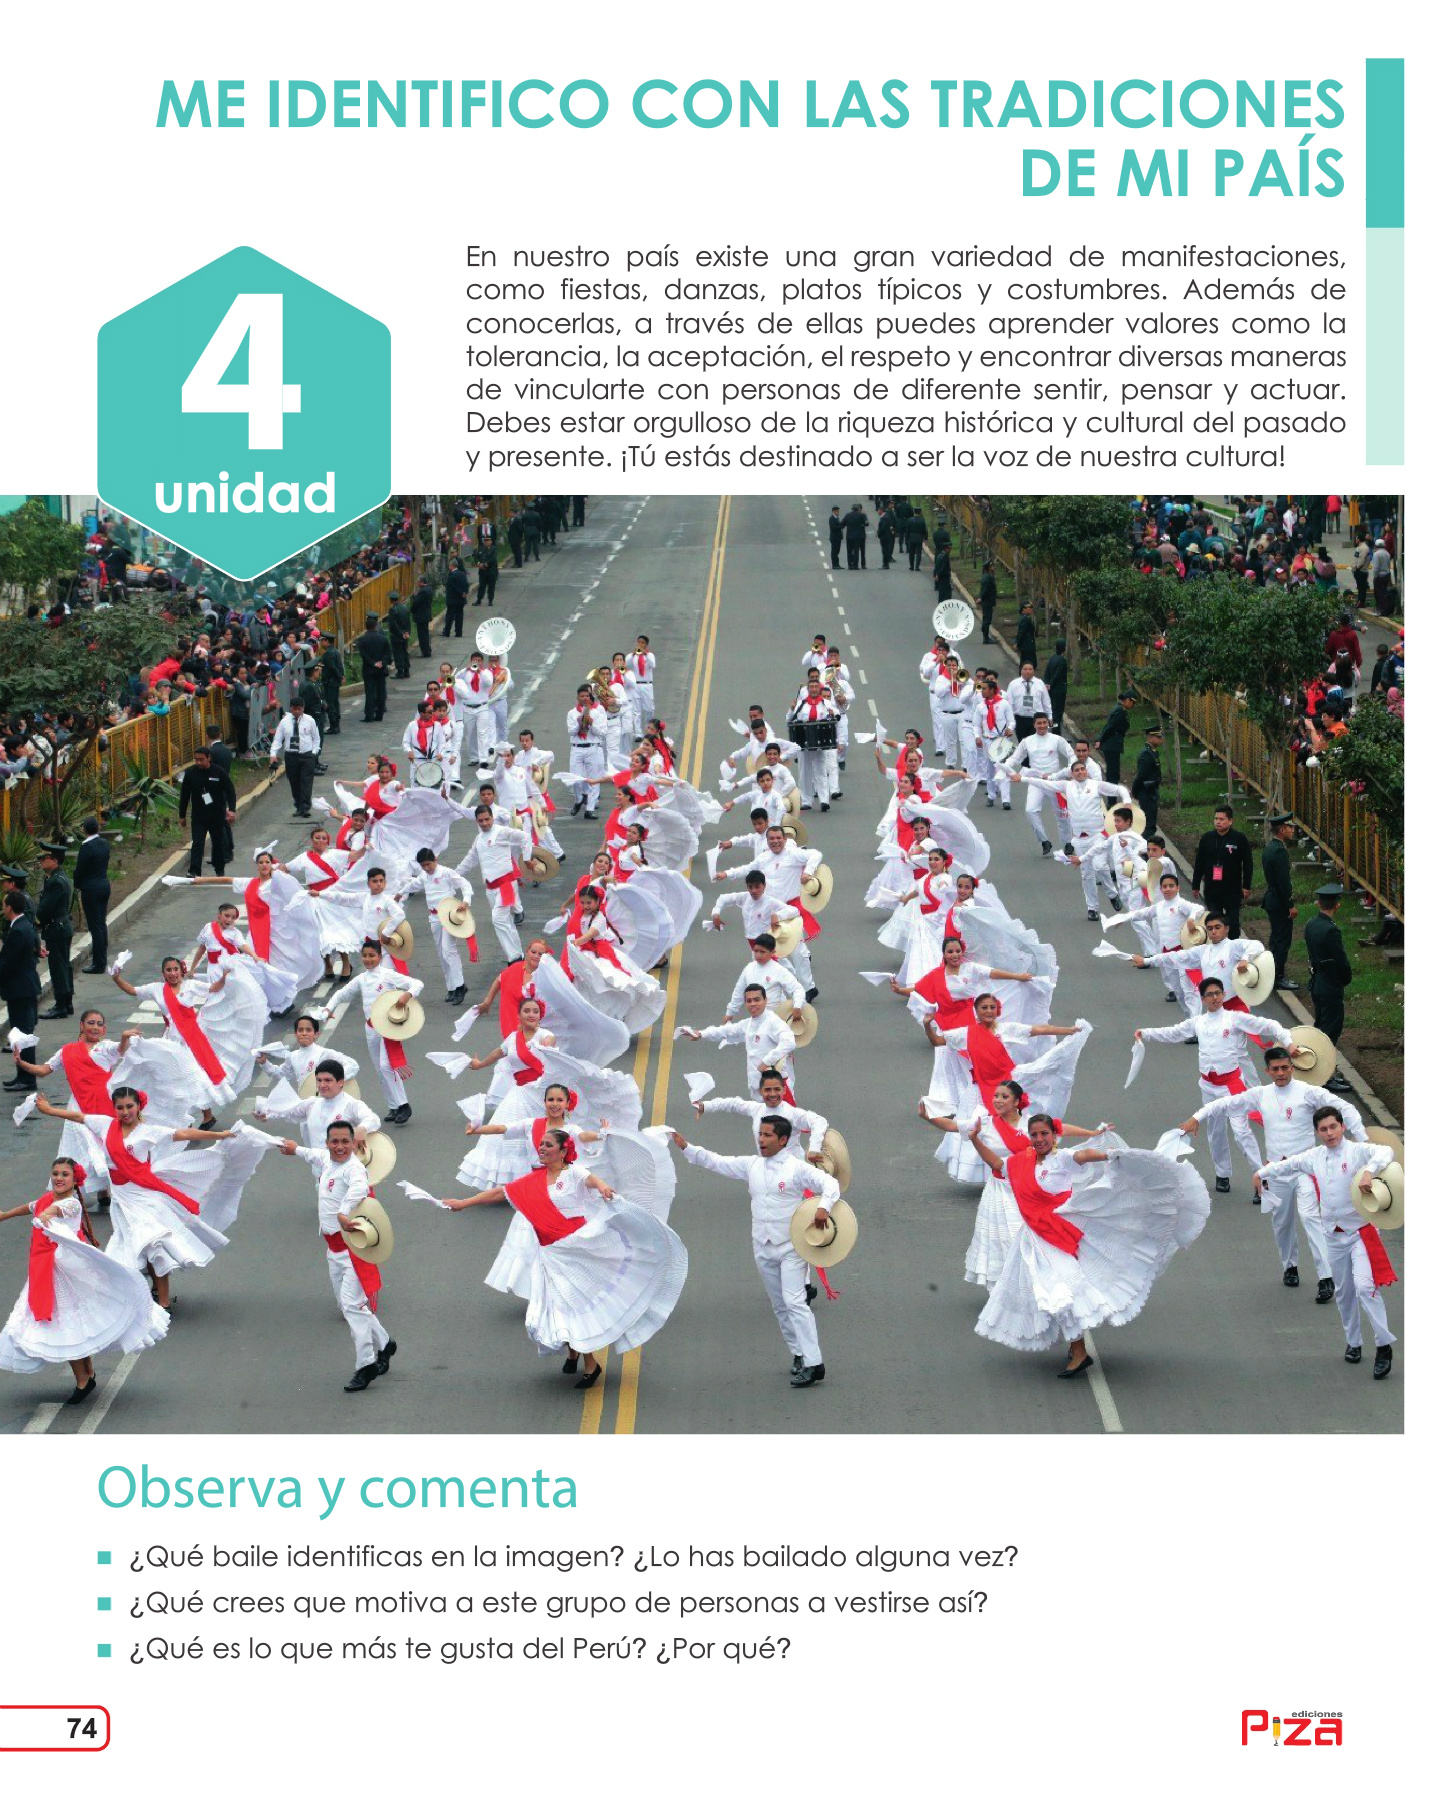 ME IDENTIFICO CON LAS TRADICIONES
DE MI PAÍS
4
unidad
En nuestro país existe una gran variedad de manifestaciones,
como fiestas, danzas, platos típicos y costumbres. Además de
conocerlas, a través de ellas puedes aprender valores como la
tolerancia, la aceptación, el respeto y encontrar diversas maneras
de vincularte con personas de diferente sentir, pensar y actuar.
Debes estar orgulloso de la riqueza histórica y cultural del pasado
y presente. ¡Tú estás destinado a ser la voz de nuestra cultura!
Observa y comenta
¿Qué baile identificas en la imagen? ¿Lo has bailado alguna vez?
¿Qué crees que motiva a este grupo de personas a vestirse así?
¿Qué es lo que más te gusta del Perú? ¿Por qué?
74
ediciones
Piza